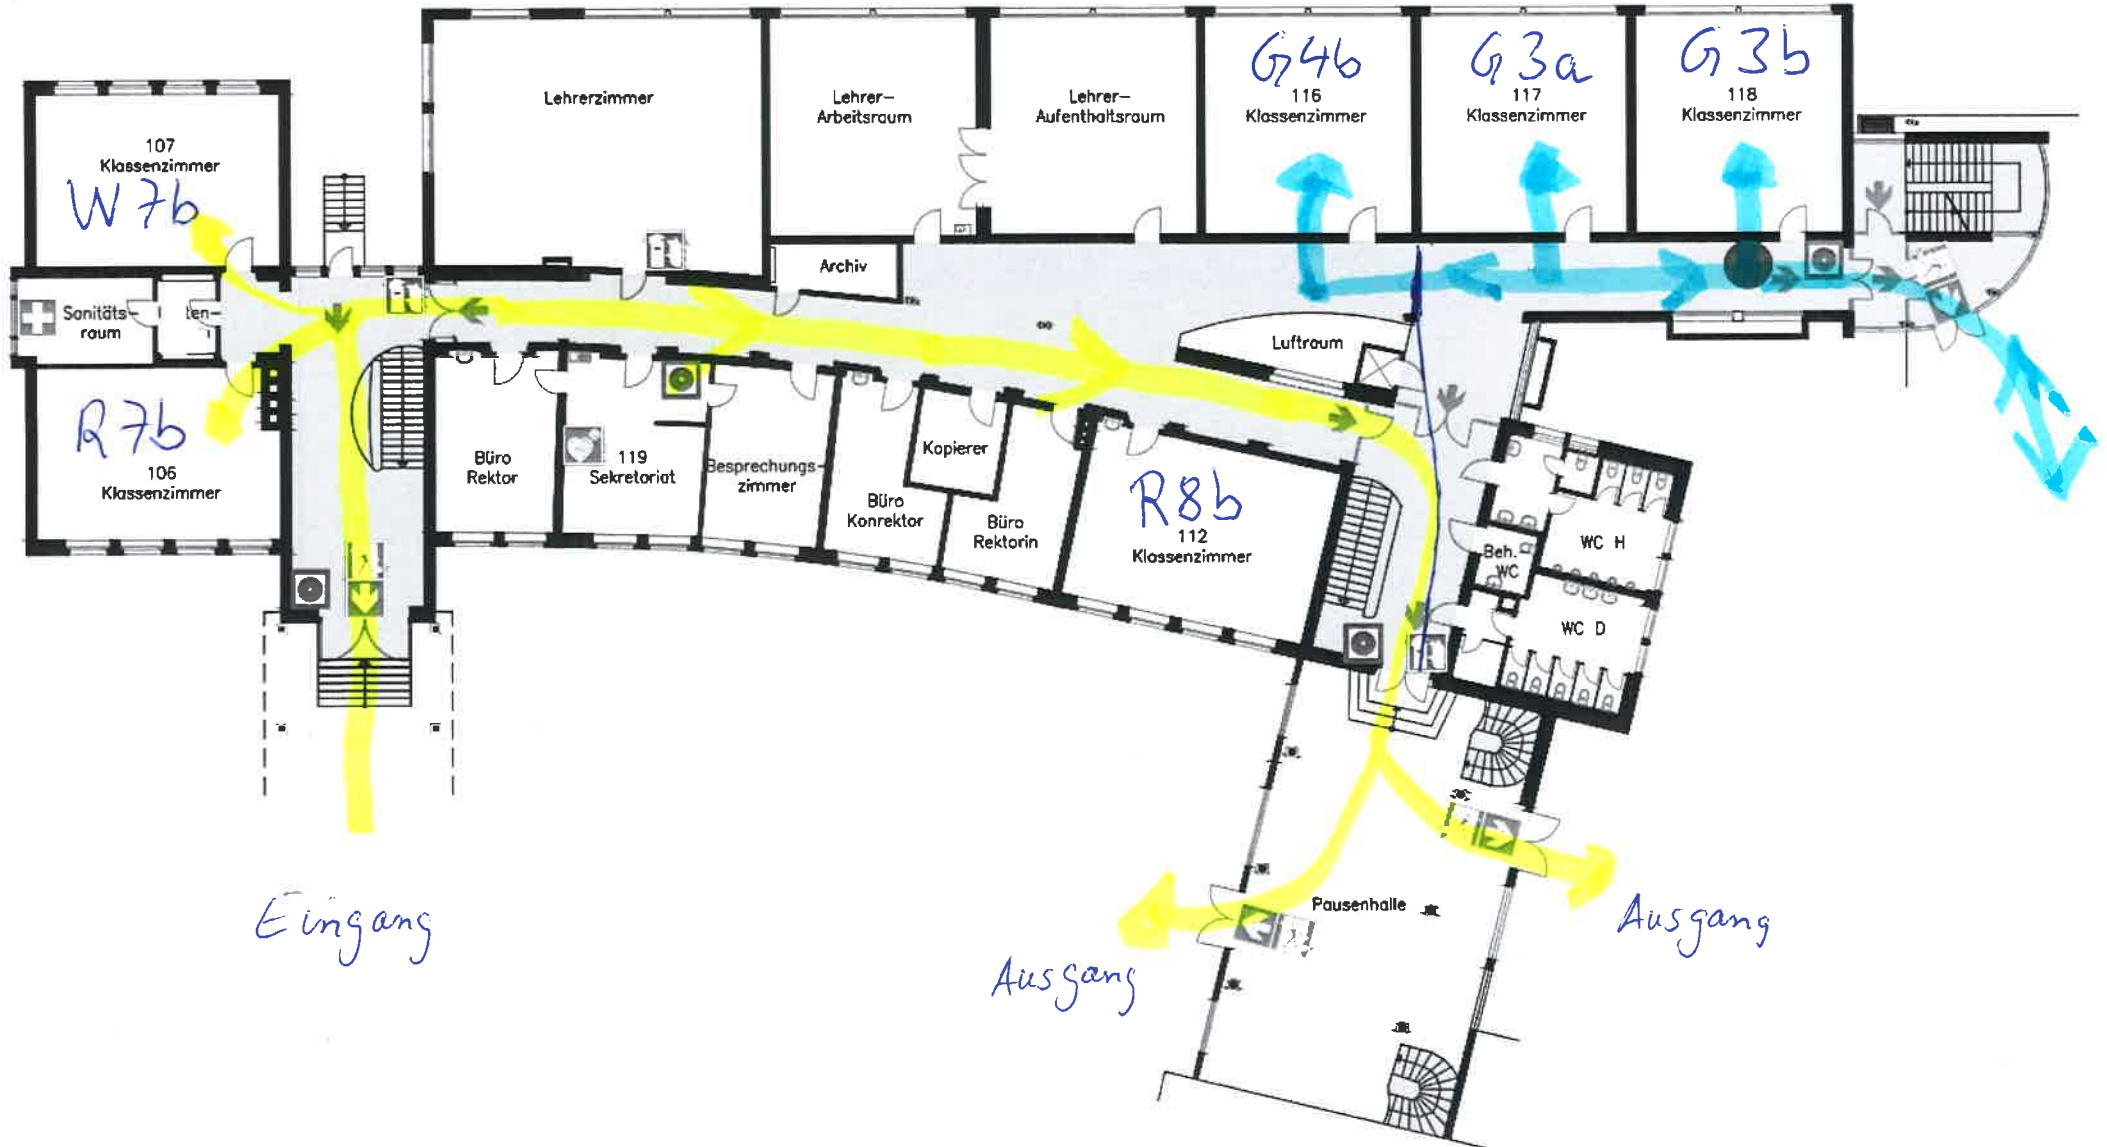 G4b
116
Klassenzimmer
G3a
117
Klassenzimmer
G3b
118
Klassenzimmer
Lehrerzimmer
Lehrer-
Arbeitsraum
Lehrer-
Aufenthaltsraum
107
Klassenzimmer
W7b
Archiv
Sanitäts-
raum
Luftraum
R7b
106
Klassenzimmer
Büro
Rektor
119
Sekretariat
Besprechungs-
zimmer
Kopierer
Büro
Konrektor
Büro
Rektorin
R8b
112
Klassenzimmer
WC H
Beh.
WC
WC D
Eingang
Pausenhalle
Ausgang
Ausgang